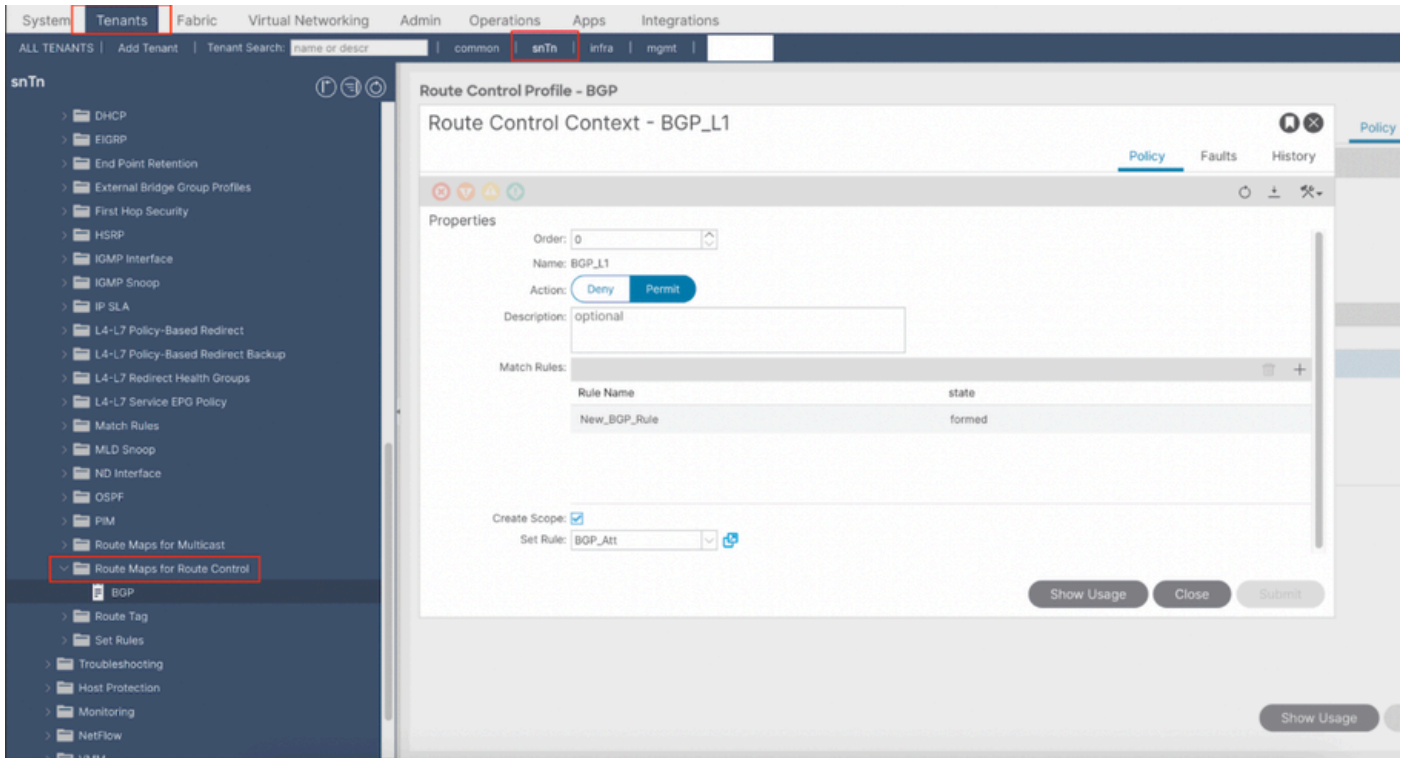 System Tenants Fabric Virtual Networking Admin Operations Apps Integrations
ALL TENANTS | Add Tenant | Tenant Search: name or descr | common | snTn | infra | mgmt |
snTn
DHCP
EIGRP
End Point Retention
External Bridge Group Profiles
First Hop Security
HSRP
IGMP Interface
IGMP Snoop
IP SLA
L4-L7 Policy-Based Redirect
L4-L7 Policy-Based Redirect Backup
L4-L7 Redirect Health Groups
L4-L7 Service EPG Policy
Match Rules
MLD Snoop
ND Interface
OSPF
PIM
Route Maps for Multicast
Route Maps for Route Control
BGP
Route Tag
Set Rules
Troubleshooting
Host Protection
Monitoring
NetFlow
Route Control Profile - BGP
Route Control Context - BGP_L1
Policy
Policy Faults History
Properties
Order: 0
Name: BGP_L1
Action: Deny Permit
Description: optional
Match Rules:
Rule Name state
New_BGP_Rule formed
Create Scope:
Set Rule: BGP_Att
Show Usage Close Submit
Show Usage